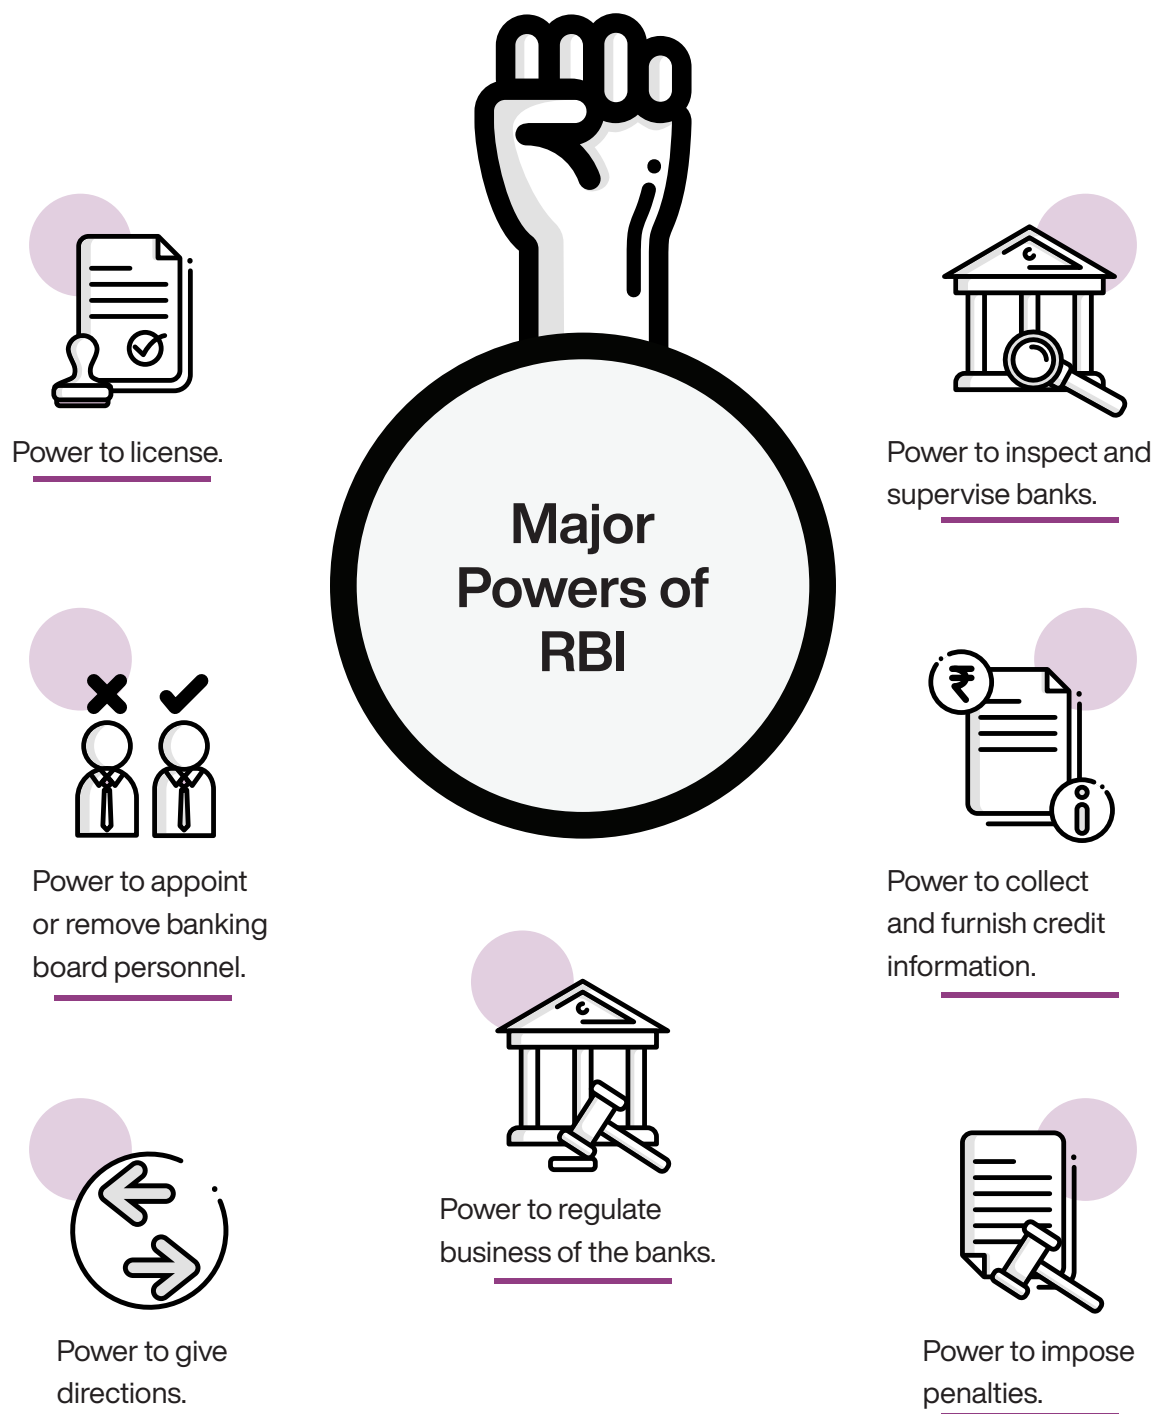 Major
Powers of
RBI
Power to license.
Power to inspect and
supervise banks.
Power to appoint
or remove banking
board personnel.
Power to collect
and furnish credit
information.
Power to regulate
business of the banks.
Power to give
directions.
Power to impose
penalties.